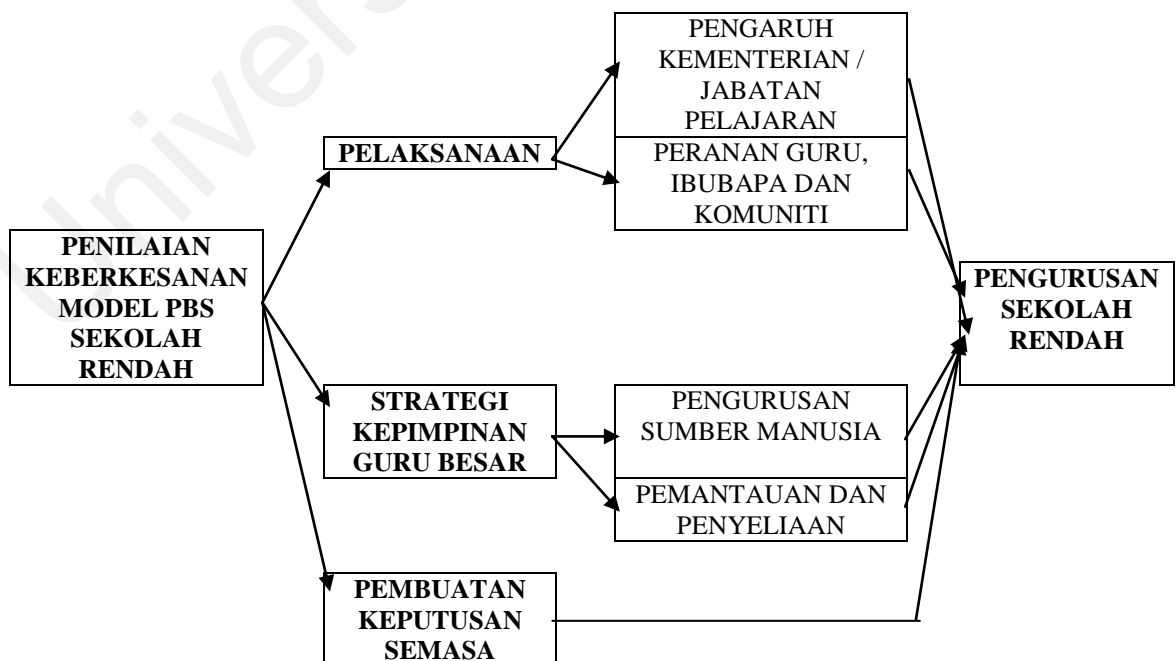 PENGARUH
KEMENTERIAN /
JABATAN
PELAJARAN
PELAKSANAAN
PERANAN GURU,
IBUBAPA DAN
KOMUNITI
PENILAIAN
KEBERKESANAN
MODEL PBS
SEKOLAH
RENDAH
PENGURUSAN
SEKOLAH
RENDAH
STRATEGI
KEPIMPINAN
GURU BESAR
PENGURUSAN
SUMBER MANUSIA
PEMANTAUAN DAN
PENYELIAAN
PEMBUATAN
KEPUTUSAN
SEMASA
Univers